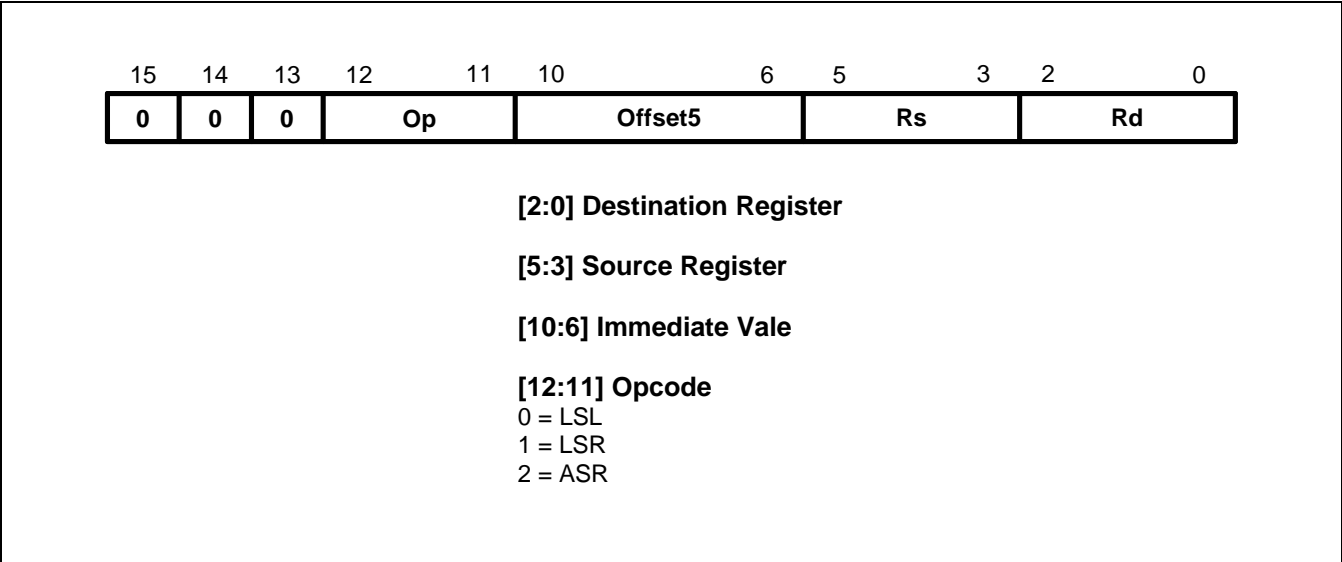 15 14 13 12 11 10 6 5 3 2 0
0 0 0 Op Offset5 Rs Rd
[2:0] Destination Register
[5:3] Source Register
[10:6] Immediate Vale
[12:11] Opcode
0 = LSL
1 = LSR
2 = ASR